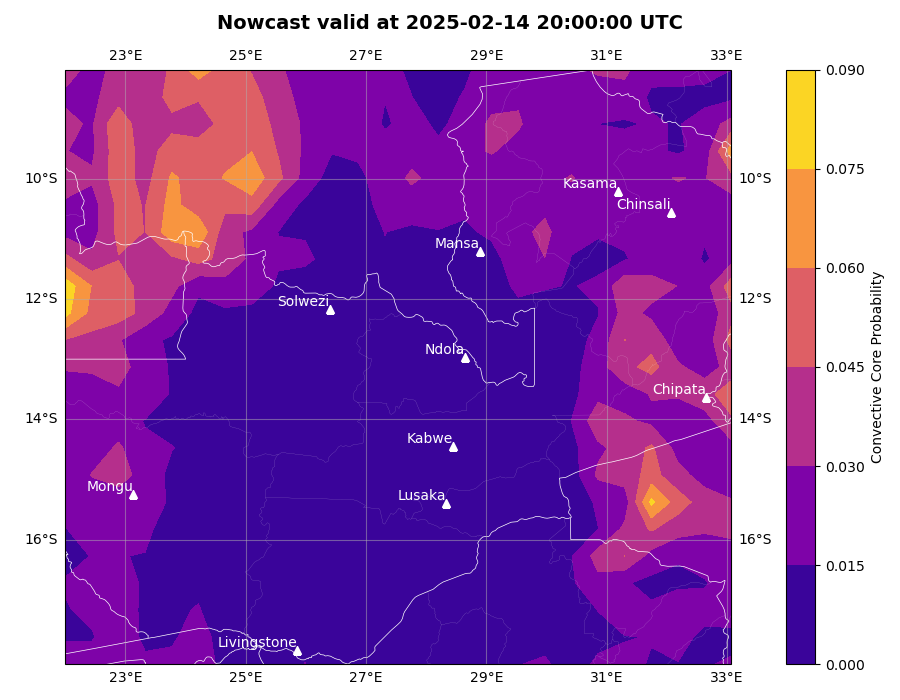 Nowcast valid at 2025-02-14 20:00:00 UTC
23°E 25°E 27°E 29°E 31°E 33°E
0.090
0.075
10°S 10°S
Kasama
Chinsali
Mansa
0.060
12°S 12°S
Solwezi
Ndola
0.045
Chipata
14°S 14°S
Kabwe
0.030
Mongu
Lusaka
16°S 16°S
0.015
Livingstone
0.000
23°E 25°E 27°E 29°E 31°E 33°E
Convective Core Probability